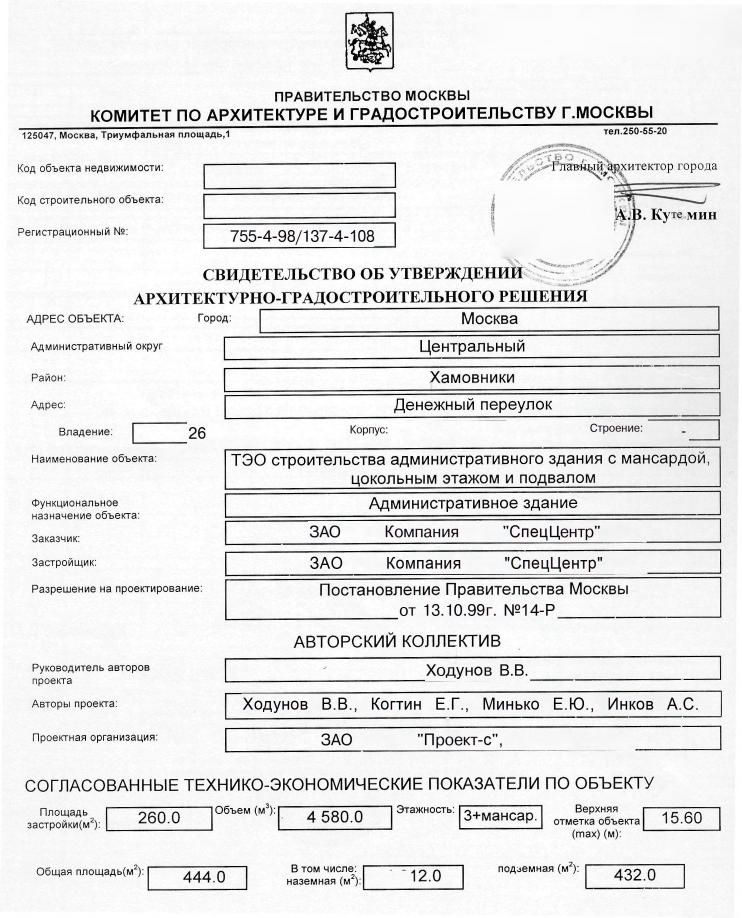 ПРАВИТЕЛЬСТВО МОСКВЫ
КОМИТЕТ ПО АРХИТЕКТУРЕ И ГРАДОСТРОИТЕЛЬСТВУ Г.МОСКВЫ
125047, Москва, Триумфальная площадь,1 тел.250-55-20
Код объекта недвижимости:
Главный архитектор города
Код строительного объекта:
А.В. Кутемин
Регистрационный №: 755-4-98/137-4-108
СВИДЕТЕЛЬСТВО ОБ УТВЕРЖДЕНИИ
АРХИТЕКТУРНО-ГРАДОСТРОИТЕЛЬНОГО РЕШЕНИЯ
АДРЕС ОБЪЕКТА: Город: Москва
Административный округ Центральный
Район: Хамовники
Адрес: Денежный переулок
Владение: 26 Корпус: Строение: -
Наименование объекта: ТЭО строительства административного здания с мансардой,
цокольным этажом и подвалом
Функциональное
назначение объекта: Административное здание
Заказчик: ЗАО Компания "СпецЦентр"
Застройщик: ЗАО Компания "СпецЦентр"
Разрешение на проектирование: Постановление Правительства Москвы
от 13.10.99г. №14-Р
АВТОРСКИЙ КОЛЛЕКТИВ
Руководитель авторов
проекта Ходунов В.В.
Авторы проекта: Ходунов В.В., Когтин Е.Г., Минько Е.Ю., Инков А.С.
Проектная организация: ЗАО "Проект-с",
СОГЛАСОВАННЫЕ ТЕХНИКО-ЭКОНОМИЧЕСКИЕ ПОКАЗАТЕЛИ ПО ОБЪЕКТУ
Площадь
застройки(м²): 260.0 Объем (м³): 4 580.0 Этажность: 3+мансар. Верхняя
отметка объекта
(max) (м): 15.60
Общая площадь(м²): 444.0 В том числе:
наземная (м²): 12.0 подземная (м²): 432.0